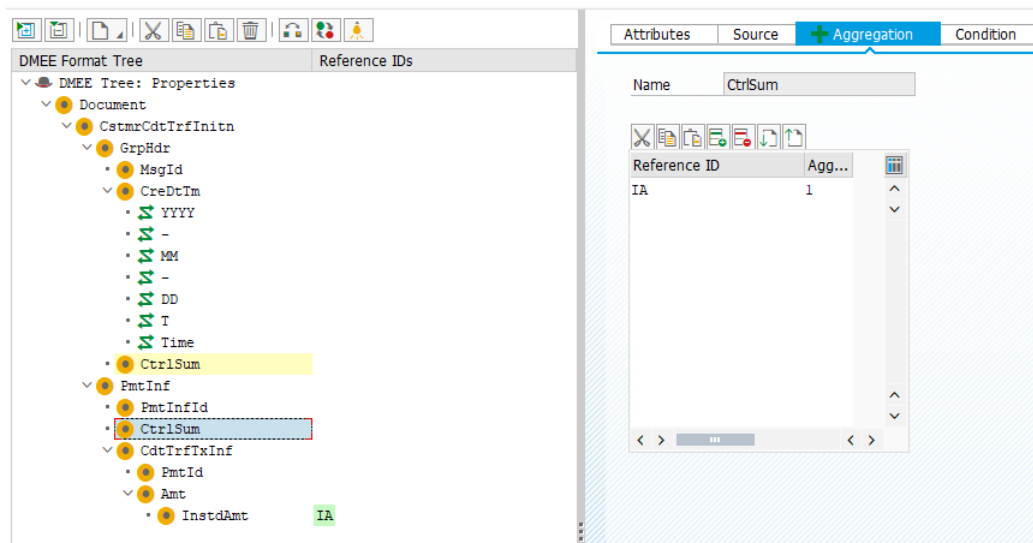 Attributes Source Aggregation Condition
DMEE Format Tree Reference IDs
DMEE Tree: Properties
Document
CstmrCdtTrfInitn
GrpHdr
MsgId
CreDtTm
YYYY
-
MM
-
DD
T
Time
CtrlSum
PmtInf
PmtInfId
CtrlSum
CdtTrfTxInf
PmtId
Amt
InstdAmt IA
Name CtrlSum
Reference ID Agg...
IA 1